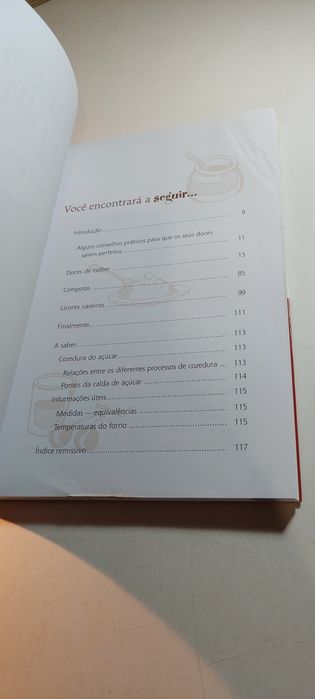 Você encontrará a seguir...
Introdução ........ 9
Alguns conselhos práticos para que os seus doces
saiam perfeitos ........ 11
Doces de colher ........ 13
Compotas ........ 85
Licores caseiros ........ 99
Finalmente... ........ 111
A saber... ........ 113
Cozedura do açúcar ........ 113
Relações entre os diferentes processos de cozedura ... 113
Pontos da calda de açúcar ........ 114
Informações úteis ........ 115
Medidas — equivalências ........ 115
Temperaturas do forno ........ 115
Índice remissivo ........ 117